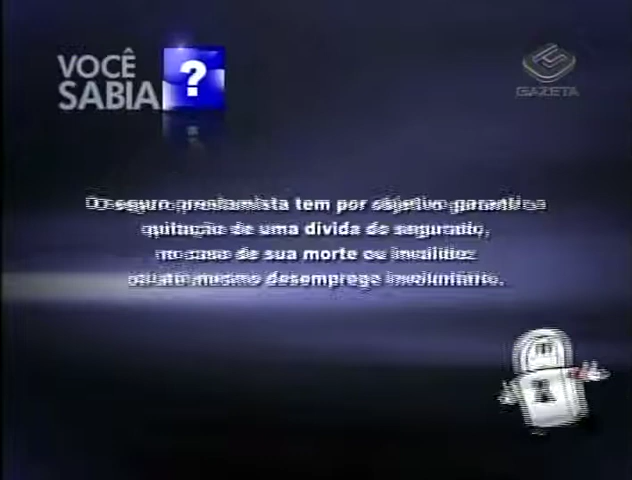 VOCÊ
SABIA
?
GAZETA
O seguro prestamista tem por objetivo garantir a
quitação de uma dívida do segurado,
no caso de sua morte ou invalidez
ou até mesmo desemprego involuntário.